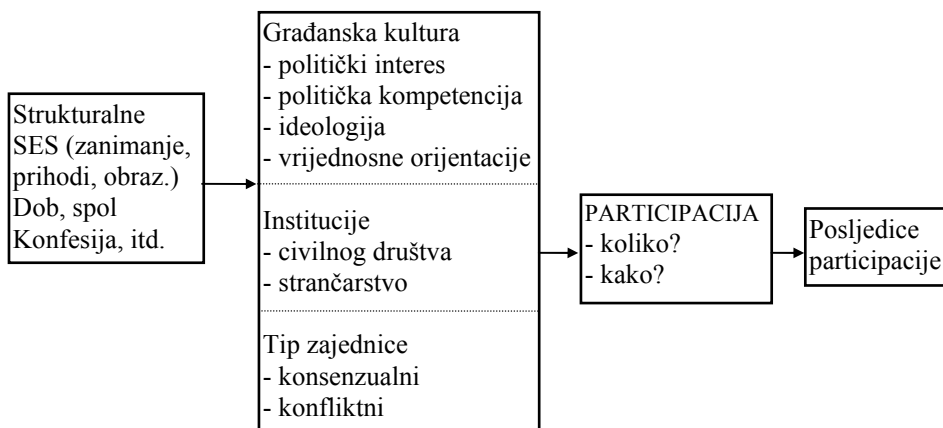 Strukturalne
SES (zanimanje,
prihodi, obraz.)
Dob, spol
Konfesija, itd.
Građanska kultura
- politički interes
- politička kompetencija
- ideologija
- vrijednosne orijentacije
Institucije
- civilnog društva
- strančarstvo
Tip zajednice
- konsenzualni
- konfliktni
PARTICIPACIJA
- koliko?
- kako?
Posljedice
participacije